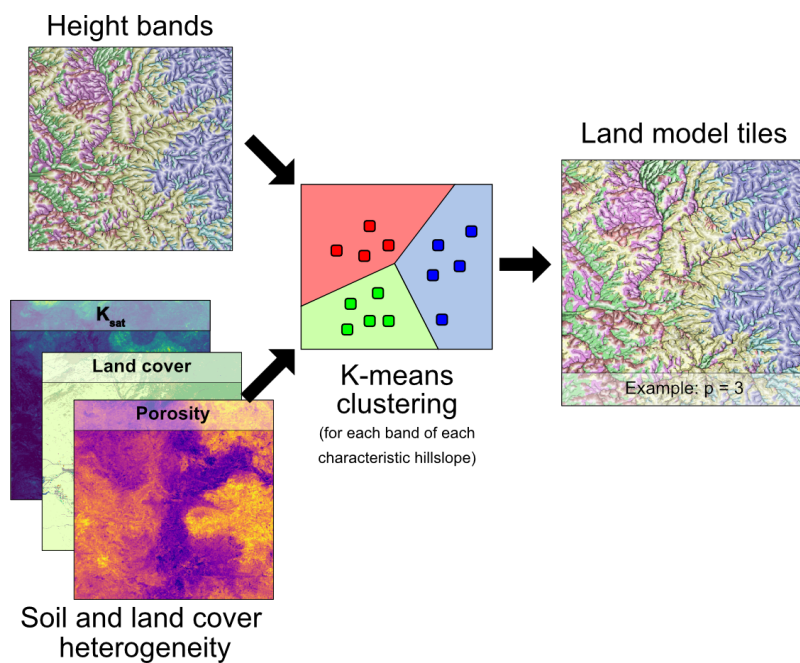 Height bands
Land model tiles
K_sat
Land cover
Porosity
K-means
clustering
(for each band of each
characteristic hillslope)
Example: p = 3
Soil and land cover
heterogeneity